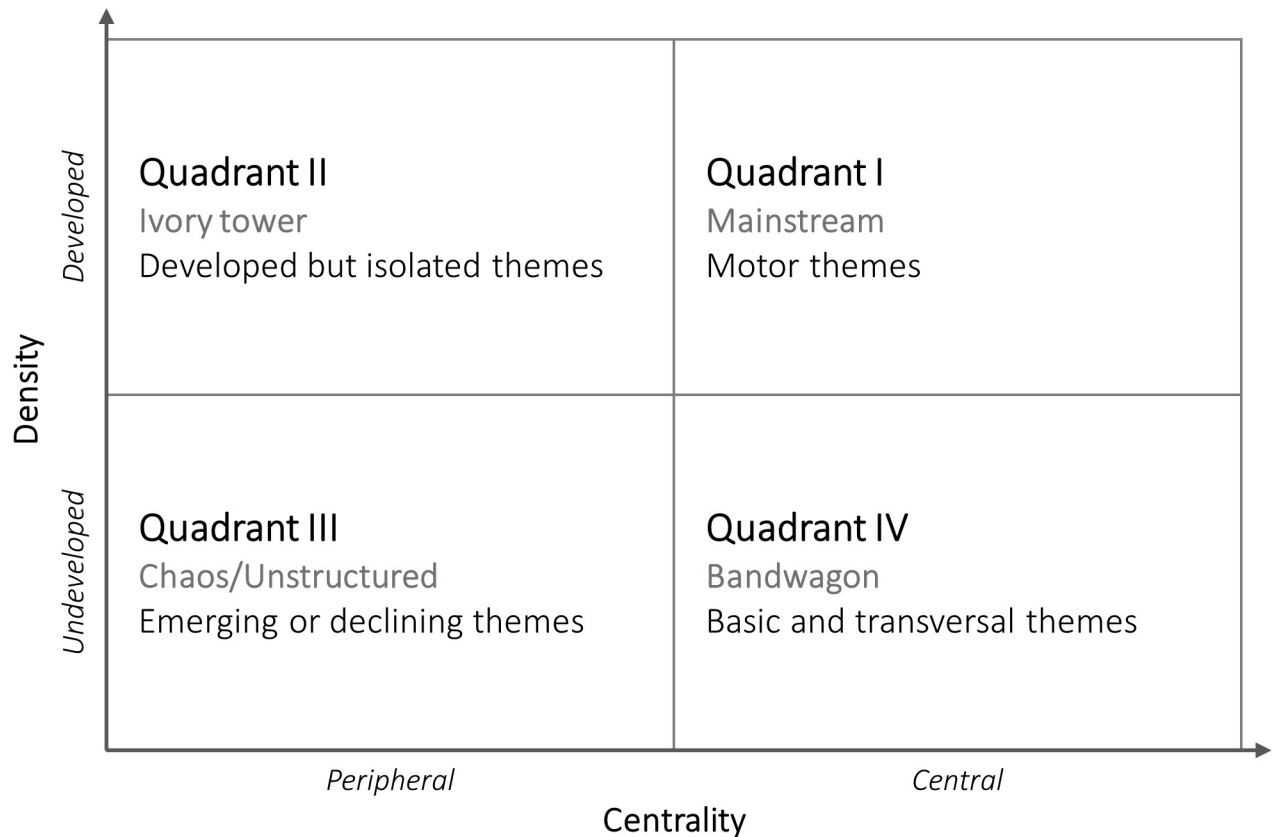 Density
Developed
Undeveloped
Quadrant II
Ivory tower
Developed but isolated themes
Quadrant I
Mainstream
Motor themes
Quadrant III
Chaos/Unstructured
Emerging or declining themes
Quadrant IV
Bandwagon
Basic and transversal themes
Peripheral
Central
Centrality